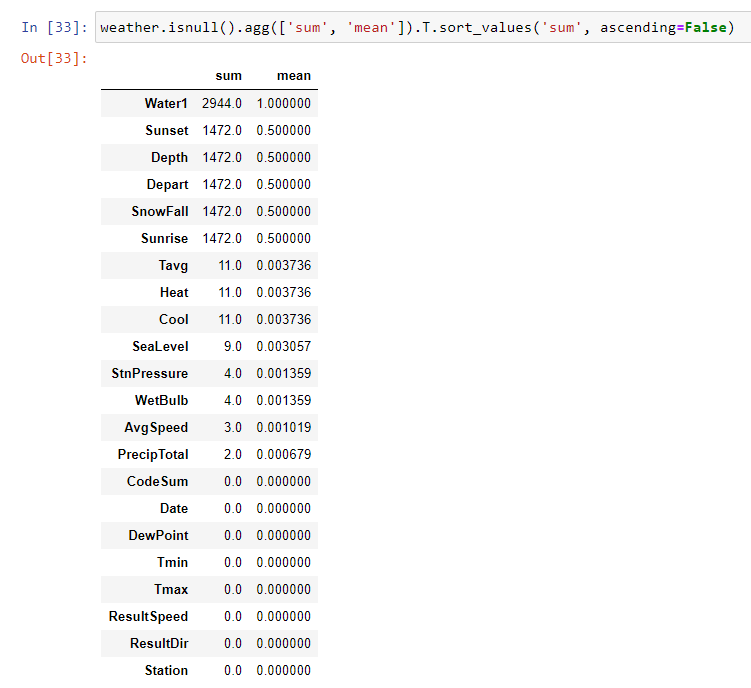 In [33]: weather.isnull().agg(['sum', 'mean']).T.sort_values('sum', ascending=False)
Out[33]:
sum mean
Water1 2944.0 1.000000
Sunset 1472.0 0.500000
Depth 1472.0 0.500000
Depart 1472.0 0.500000
SnowFall 1472.0 0.500000
Sunrise 1472.0 0.500000
Tavg 11.0 0.003736
Heat 11.0 0.003736
Cool 11.0 0.003736
SeaLevel 9.0 0.003057
StnPressure 4.0 0.001359
WetBulb 4.0 0.001359
AvgSpeed 3.0 0.001019
PrecipTotal 2.0 0.000679
CodeSum 0.0 0.000000
Date 0.0 0.000000
DewPoint 0.0 0.000000
Tmin 0.0 0.000000
Tmax 0.0 0.000000
ResultSpeed 0.0 0.000000
ResultDir 0.0 0.000000
Station 0.0 0.000000